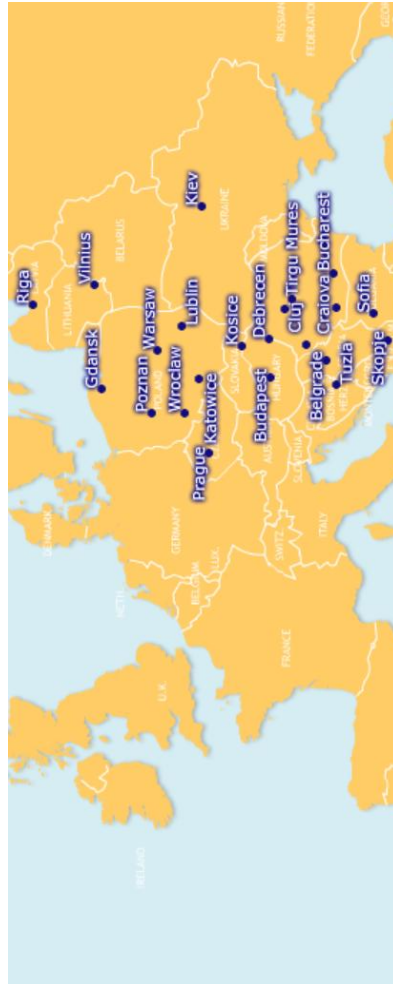 RUSSIAN
FEDERATION
GEOR
Riga
Vilnius
LITHUANIA
BELARUS
Kiev
UKRAINE
MOLDOVA
Gdansk
Poznan
Warsaw
POLAND
Wroclaw
Lublin
Katowice
Prague
Kosice
SLOVAKIA
Debrecen
Budapest
HUNGARY
Cluj
Tirgu Mures
Craiova
Bucharest
Belgrade
Tuzla
Sofia
Skopje
DENMARK
GERMANY
NETH.
BELGIUM
LUX.
SWITZ
SLOVENIA
ITALY
FRANCE
U.K.
IRELAND